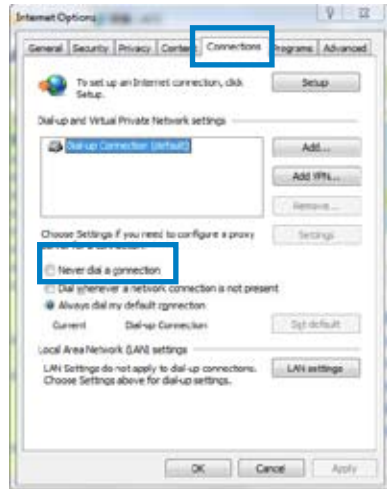 Internet Options
General Security Privacy Content Connections Programs Advanced
To set up an Internet connection, click
Setup.
Setup
Dial-up and Virtual Private Network settings
Dial-up Connection (default)
Add...
Add VPN...
Remove...
Choose Settings if you need to configure a proxy
server for a connection.
Settings
Never dial a connection
Dial whenever a network connection is not present
Always dial my default connection
Current Dial-up Connection Set default
Local Area Network (LAN) settings
LAN Settings do not apply to dial-up connections.
Choose Settings above for dial-up settings.
LAN settings
OK Cancel Apply